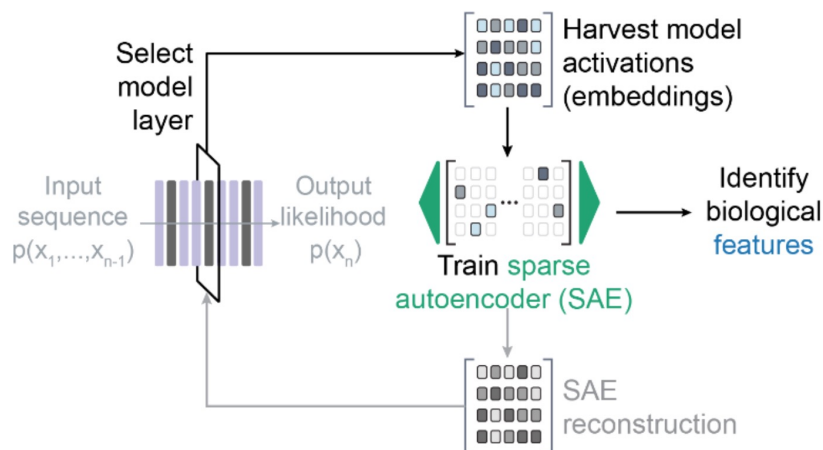 Select
model
layer
Harvest model
activations
(embeddings)
Input
sequence
p(x₁,...,xₙ₋₁)
Output
likelihood
p(xₙ)
...
Train sparse
autoencoder (SAE)
Identify
biological
features
SAE
reconstruction